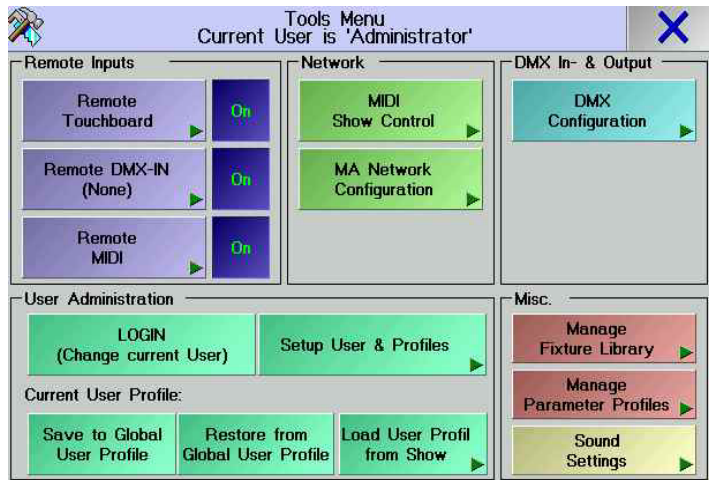 Tools Menu
Current User is 'Administrator'
Remote Inputs
Remote
Touchboard
On
Remote DMX-IN
(None)
On
Remote
MIDI
On
Network
MIDI
Show Control
MA Network
Configuration
DMX In- & Output
DMX
Configuration
User Administration
LOGIN
(Change current User)
Setup User & Profiles
Current User Profile:
Save to Global
User Profile
Restore from
Global User Profile
Load User Profil
from Show
Misc.
Manage
Fixture Library
Manage
Parameter Profiles
Sound
Settings